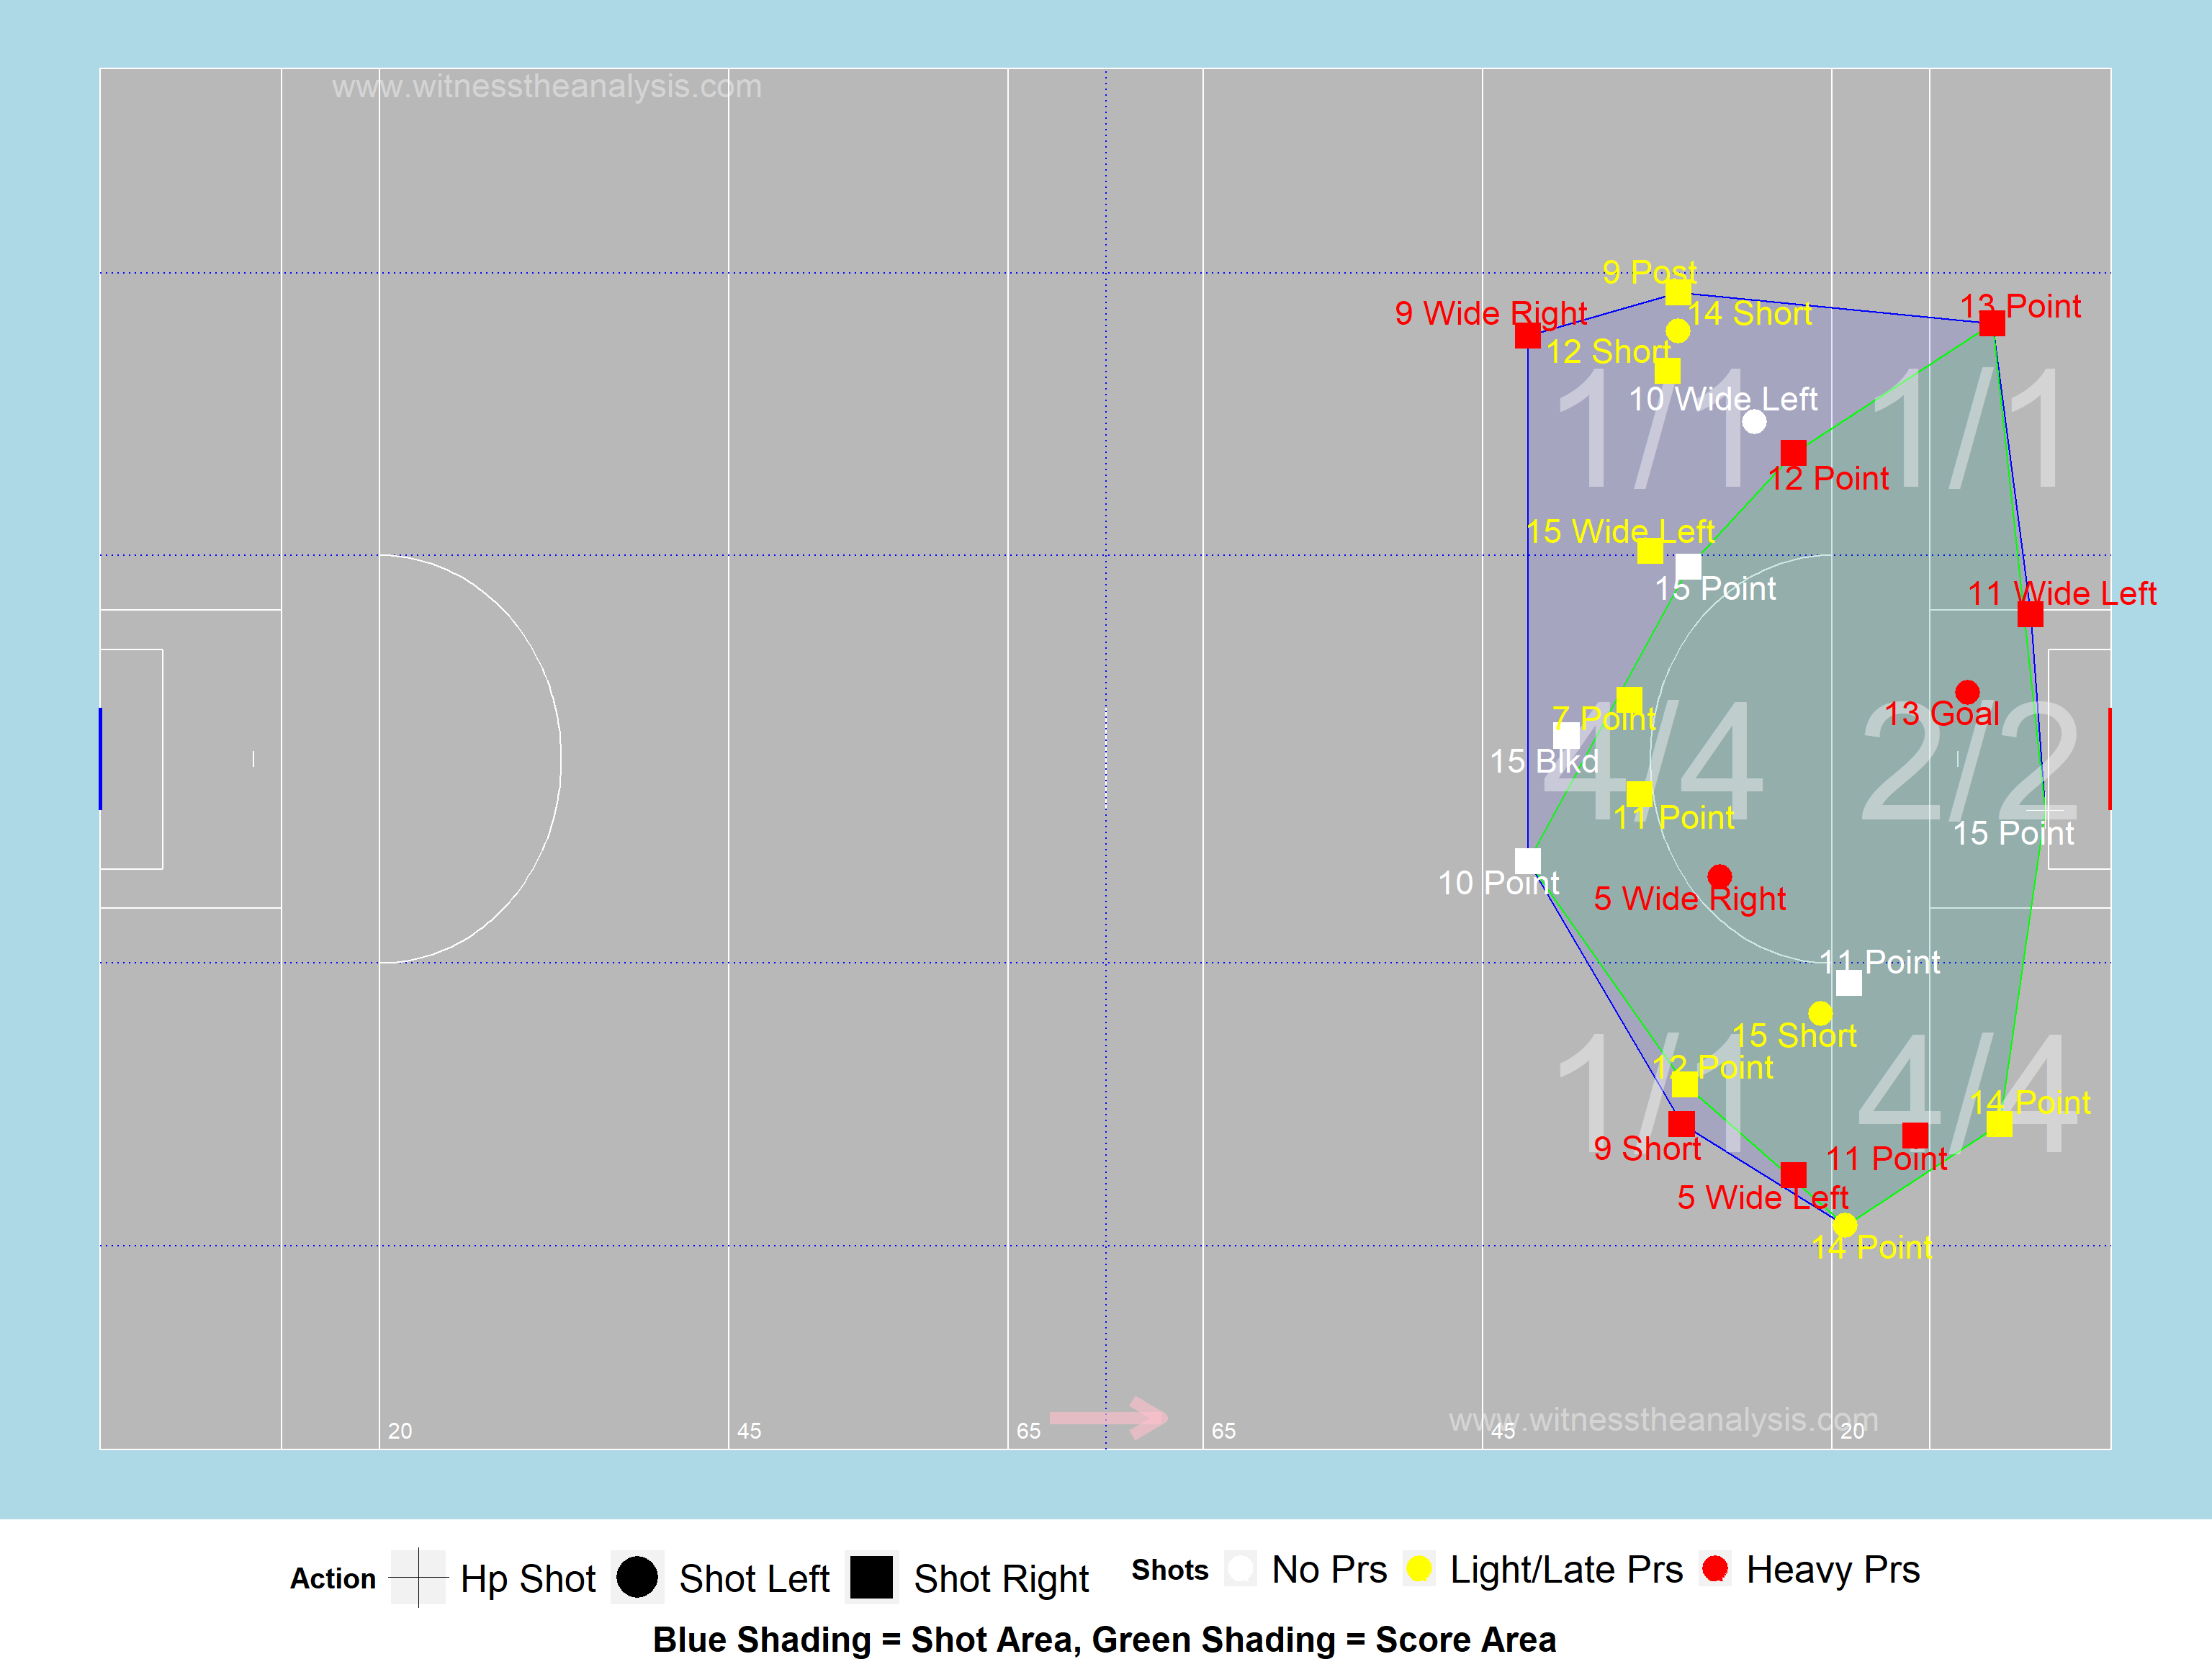 www.witnesstheanalysis.com
9 Post
9 Wide Right
14 Short
13 Point
12 Short
1/1
1/1
10 Wide Left
12 Point
15 Wide Left
15 Point
11 Wide Left
13 Goal
7 Point
4/4
2/2
15 Blkd
11 Point
15 Point
10 Point
5 Wide Right
11 Point
15 Short
12 Point
1/1
4/4
14 Point
9 Short
11 Point
5 Wide Left
14 Point
www.witnesstheanalysis.com
20 45 65 65 45 20
Action Hp Shot Shot Left Shot Right Shots No Prs Light/Late Prs Heavy Prs
Blue Shading = Shot Area, Green Shading = Score Area